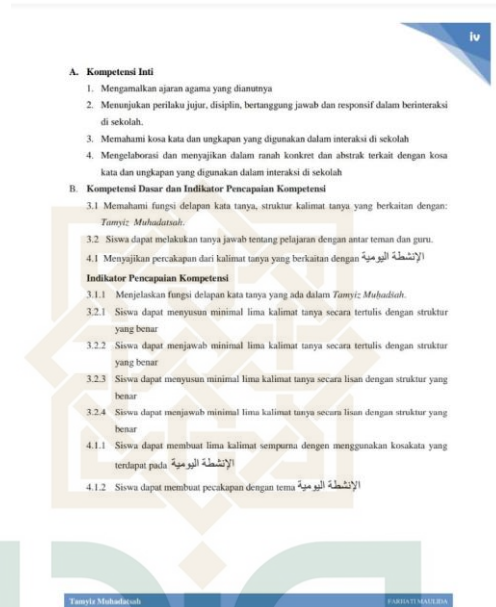 iv
A. Kompetensi Inti
1. Mengamalkan ajaran agama yang dianutnya
2. Menunjukan perilaku jujur, disiplin, bertanggung jawab dan responsif dalam berinteraksi
di sekolah.
3. Memahami kosa kata dan ungkapan yang digunakan dalam interaksi di sekolah
4. Mengelaborasi dan menyajikan dalam ranah konkret dan abstrak terkait dengan kosa
kata dan ungkapan yang digunakan dalam interaksi di sekolah
B. Kompetensi Dasar dan Indikator Pencapaian Kompetensi
3.1 Memahami fungsi delapan kata tanya, struktur kalimat tanya yang berkaitan dengan:
Tamyiz Muhadatsah.
3.2 Siswa dapat melakukan tanya jawab tentang pelajaran dengan antar teman dan guru.
4.1 Menyajikan percakapan dari kalimat tanya yang berkaitan dengan الإنشطة اليومية
Indikator Pencapaian Kompetensi
3.1.1 Menjelaskan fungsi delapan kata tanya yang ada dalam Tamyiz Muhadtah.
3.2.1 Siswa dapat menyusun minimal lima kalimat tanya secara tertulis dengan struktur
yang benar
3.2.2 Siswa dapat menjawab minimal lima kalimat tanya secara tertulis dengan struktur
yang benar
3.2.3 Siswa dapat menyusun minimal lima kalimat tanya secara lisan dengan struktur yang
benar
3.2.4 Siswa dapat menjawab minimal lima kalimat tanya secara lisan dengan struktur yang
benar
4.1.1 Siswa dapat membuat lima kalimat sempurna dengen menggunakan kosakata yang
terdapat pada الإنشطة اليومية
4.1.2 Siswa dapat membuat pecakapan dengan tema الإنشطة اليومية
Tamyiz Muhadatsah FARHATI MAULIDA